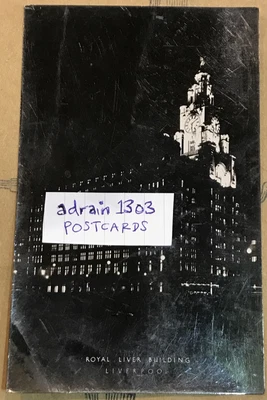 adrain 1303
POSTCARDS
ROYAL LIVER BUILDING
LIVERPOOL